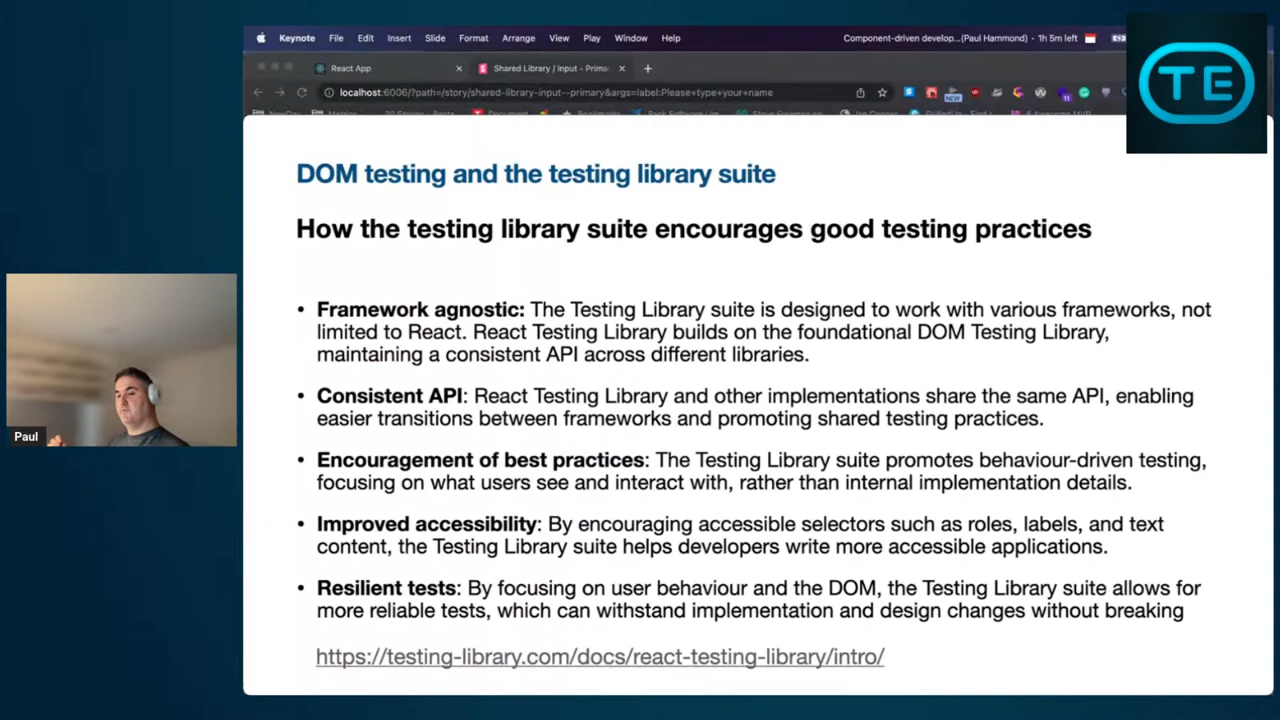 Keynote File Edit Insert Slide Format Arrange View Play Window Help Component-driven develop...(Paul Hammond) · 1h 5m left
TE
React App × Shared Library / Input - Prima × +
localhost:6006/?path=/story/shared-library-input--primary&args=label:Please+type+your+name
DOM testing and the testing library suite
How the testing library suite encourages good testing practices
• Framework agnostic: The Testing Library suite is designed to work with various frameworks, not
limited to React. React Testing Library builds on the foundational DOM Testing Library,
maintaining a consistent API across different libraries.
• Consistent API: React Testing Library and other implementations share the same API, enabling
easier transitions between frameworks and promoting shared testing practices.
• Encouragement of best practices: The Testing Library suite promotes behaviour-driven testing,
focusing on what users see and interact with, rather than internal implementation details.
• Improved accessibility: By encouraging accessible selectors such as roles, labels, and text
content, the Testing Library suite helps developers write more accessible applications.
• Resilient tests: By focusing on user behaviour and the DOM, the Testing Library suite allows for
more reliable tests, which can withstand implementation and design changes without breaking
https://testing-library.com/docs/react-testing-library/intro/
Paul